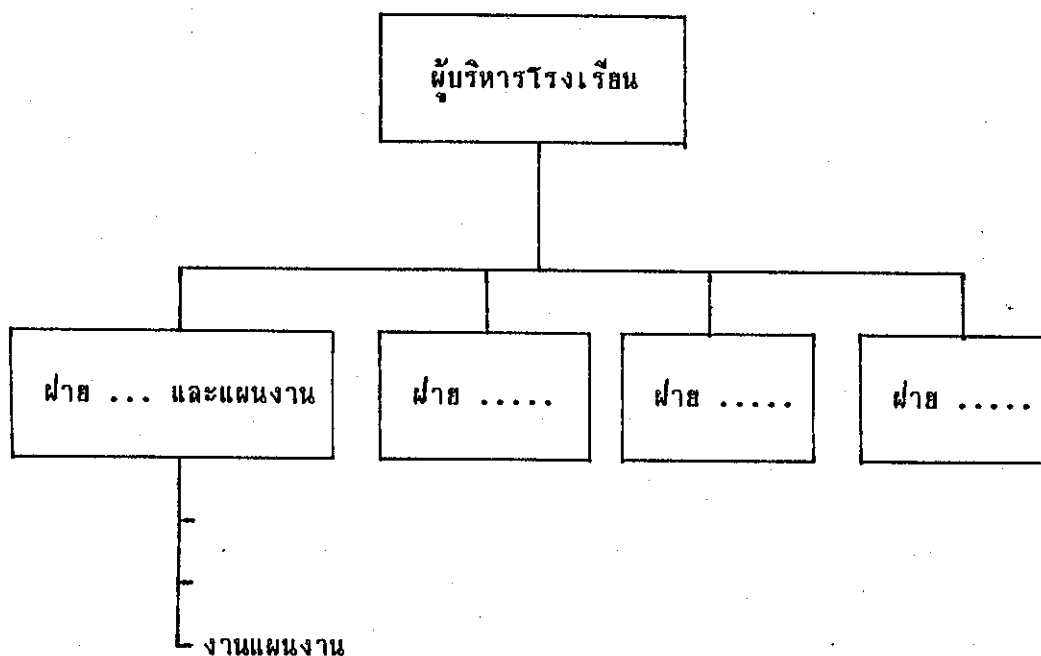 ผู้บริหารโรงเรียน
ฝ่าย ... และแผนงาน
ฝ่าย .....
ฝ่าย .....
ฝ่าย .....
งานแผนงาน